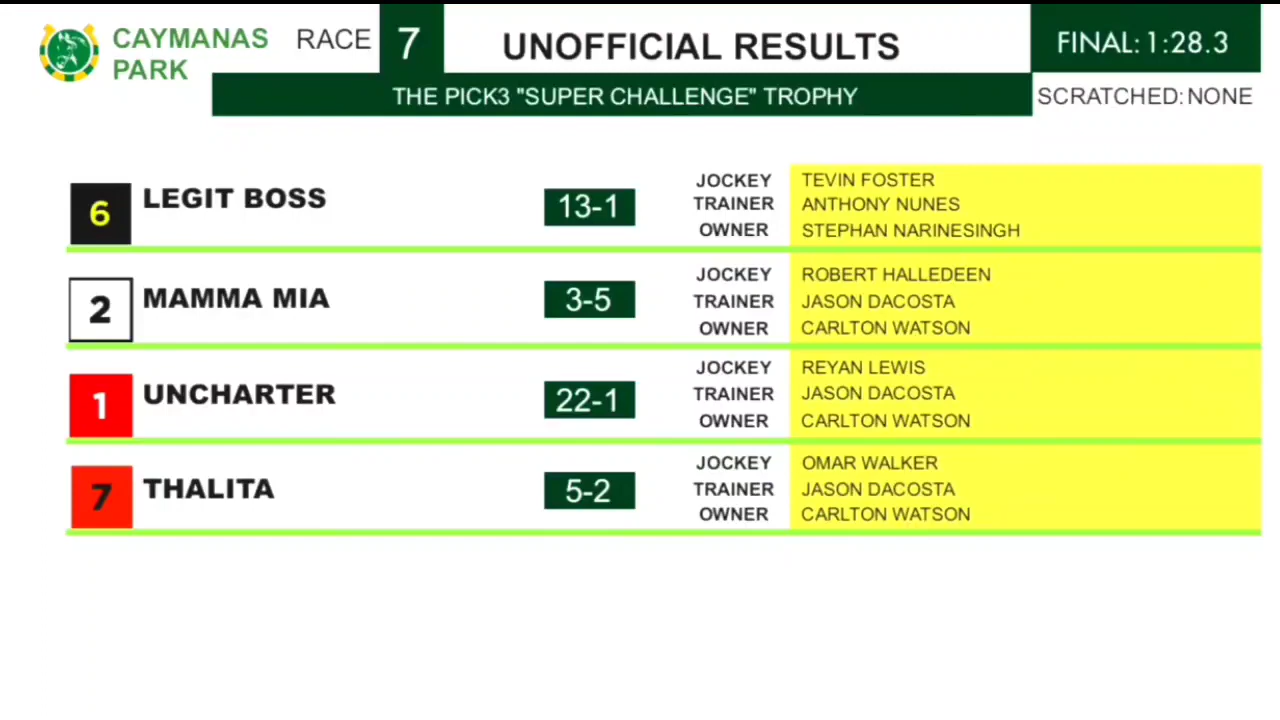 CAYMANAS PARK
RACE 7
UNOFFICIAL RESULTS
FINAL: 1:28.3
THE PICK3 "SUPER CHALLENGE" TROPHY
SCRATCHED: NONE
6 LEGIT BOSS 13-1
JOCKEY TEVIN FOSTER
TRAINER ANTHONY NUNES
OWNER STEPHAN NARINESINGH
2 MAMMA MIA 3-5
JOCKEY ROBERT HALLEDEEN
TRAINER JASON DACOSTA
OWNER CARLTON WATSON
1 UNCHARTER 22-1
JOCKEY REYAN LEWIS
TRAINER JASON DACOSTA
OWNER CARLTON WATSON
7 THALITA 5-2
JOCKEY OMAR WALKER
TRAINER JASON DACOSTA
OWNER CARLTON WATSON